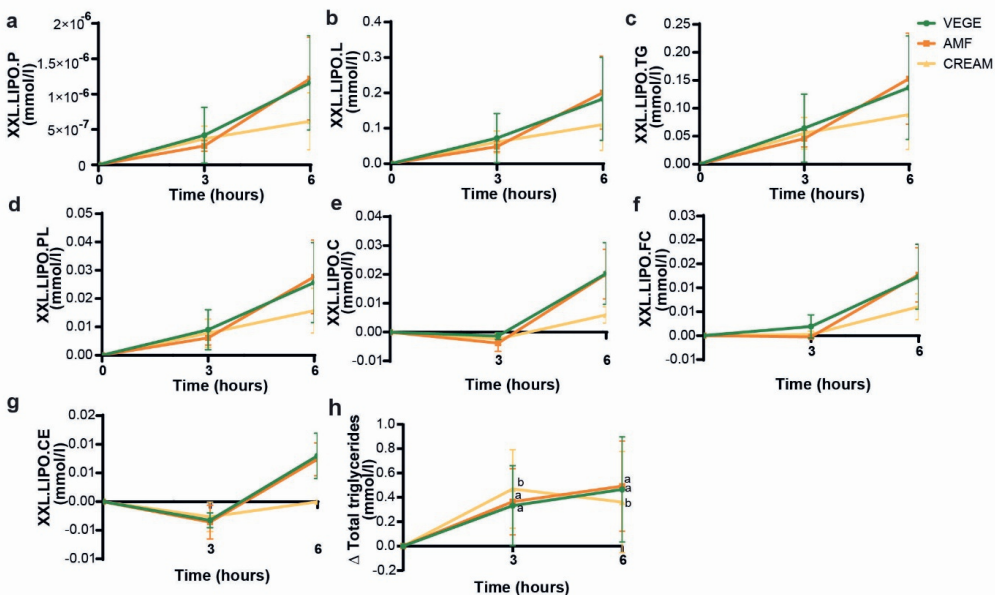 a
XXL.LIPO.P
(mmol/l)
2×10-6
1.5×10-6
1×10-6
5×10-7
0
0
3
6
Time (hours)
b
XXL.LIPO.L
(mmol/l)
0.4
0.3
0.2
0.1
0.0
0
3
6
Time (hours)
c
XXL.LIPO.TG
(mmol/l)
0.25
0.20
0.15
0.10
0.05
0.00
0
3
6
Time (hours)
VEGE
AMF
CREAM
d
XXL.LIPO.PL
(mmol/l)
0.05
0.04
0.03
0.02
0.01
0.00
0
3
6
Time (hours)
e
XXL.LIPO.C
(mmol/l)
0.04
0.03
0.02
0.01
0.00
-0.01
3
6
Time (hours)
f
XXL.LIPO.FC
(mmol/l)
0.03
0.02
0.02
0.01
0.01
0.00
-0.01
3
6
Time (hours)
g
XXL.LIPO.CE
(mmol/l)
0.02
0.01
0.01
0.00
-0.01
-0.01
3
6
Time (hours)
h
Δ Total triglycerides
(mmol/l)
1.0
0.8
0.6
0.4
0.2
0.0
-0.2
b
a
a
a
a
b
3
6
Time (hours)